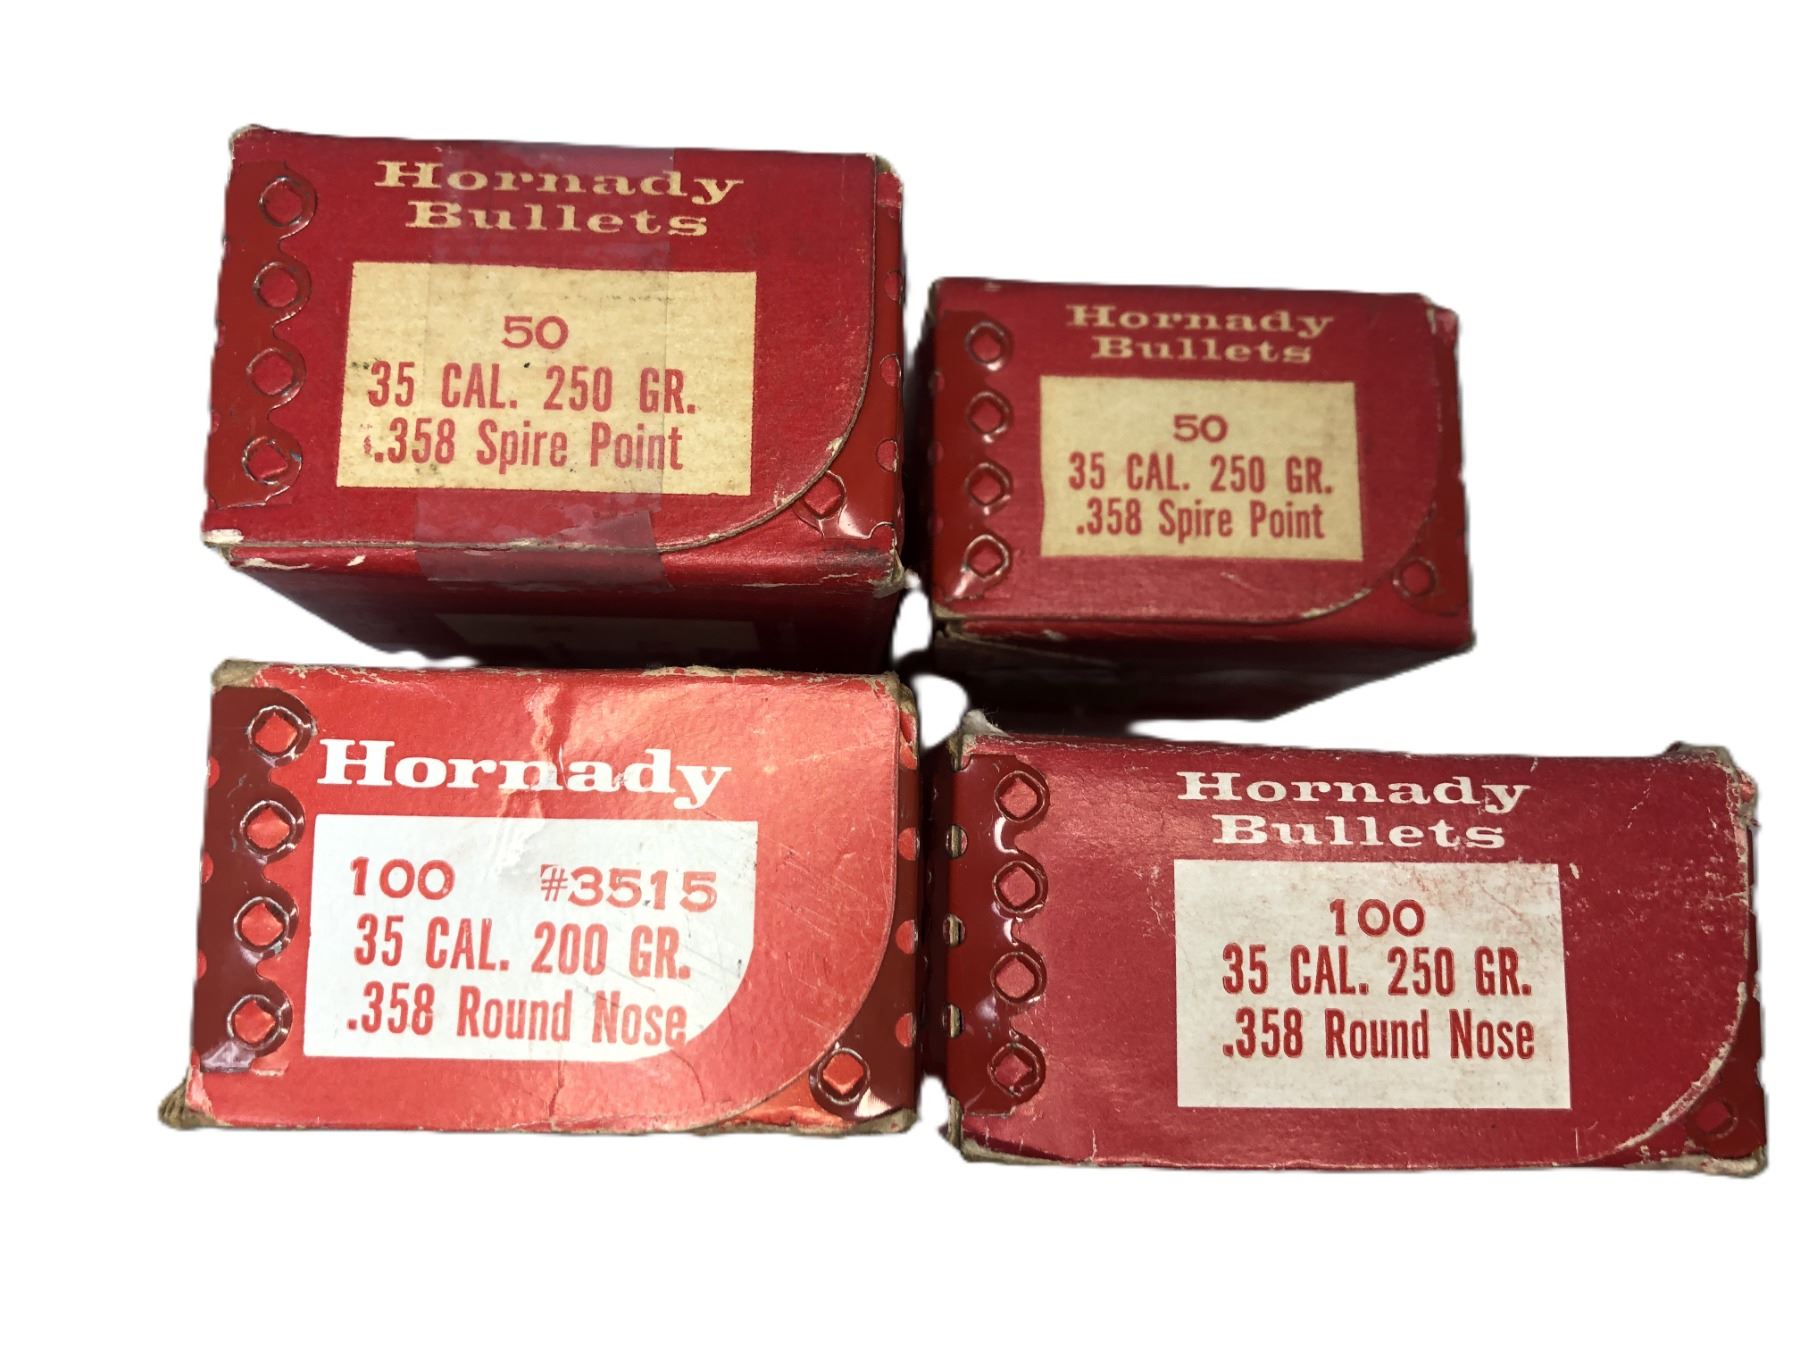 Hornady
Bullets
50
35 CAL. 250 GR.
.358 Spire Point
Hornady
Bullets
50
35 CAL. 250 GR.
.358 Spire Point
Hornady
100 #3515
35 CAL. 200 GR.
.358 Round Nose
Hornady
Bullets
100
35 CAL. 250 GR.
.358 Round Nose